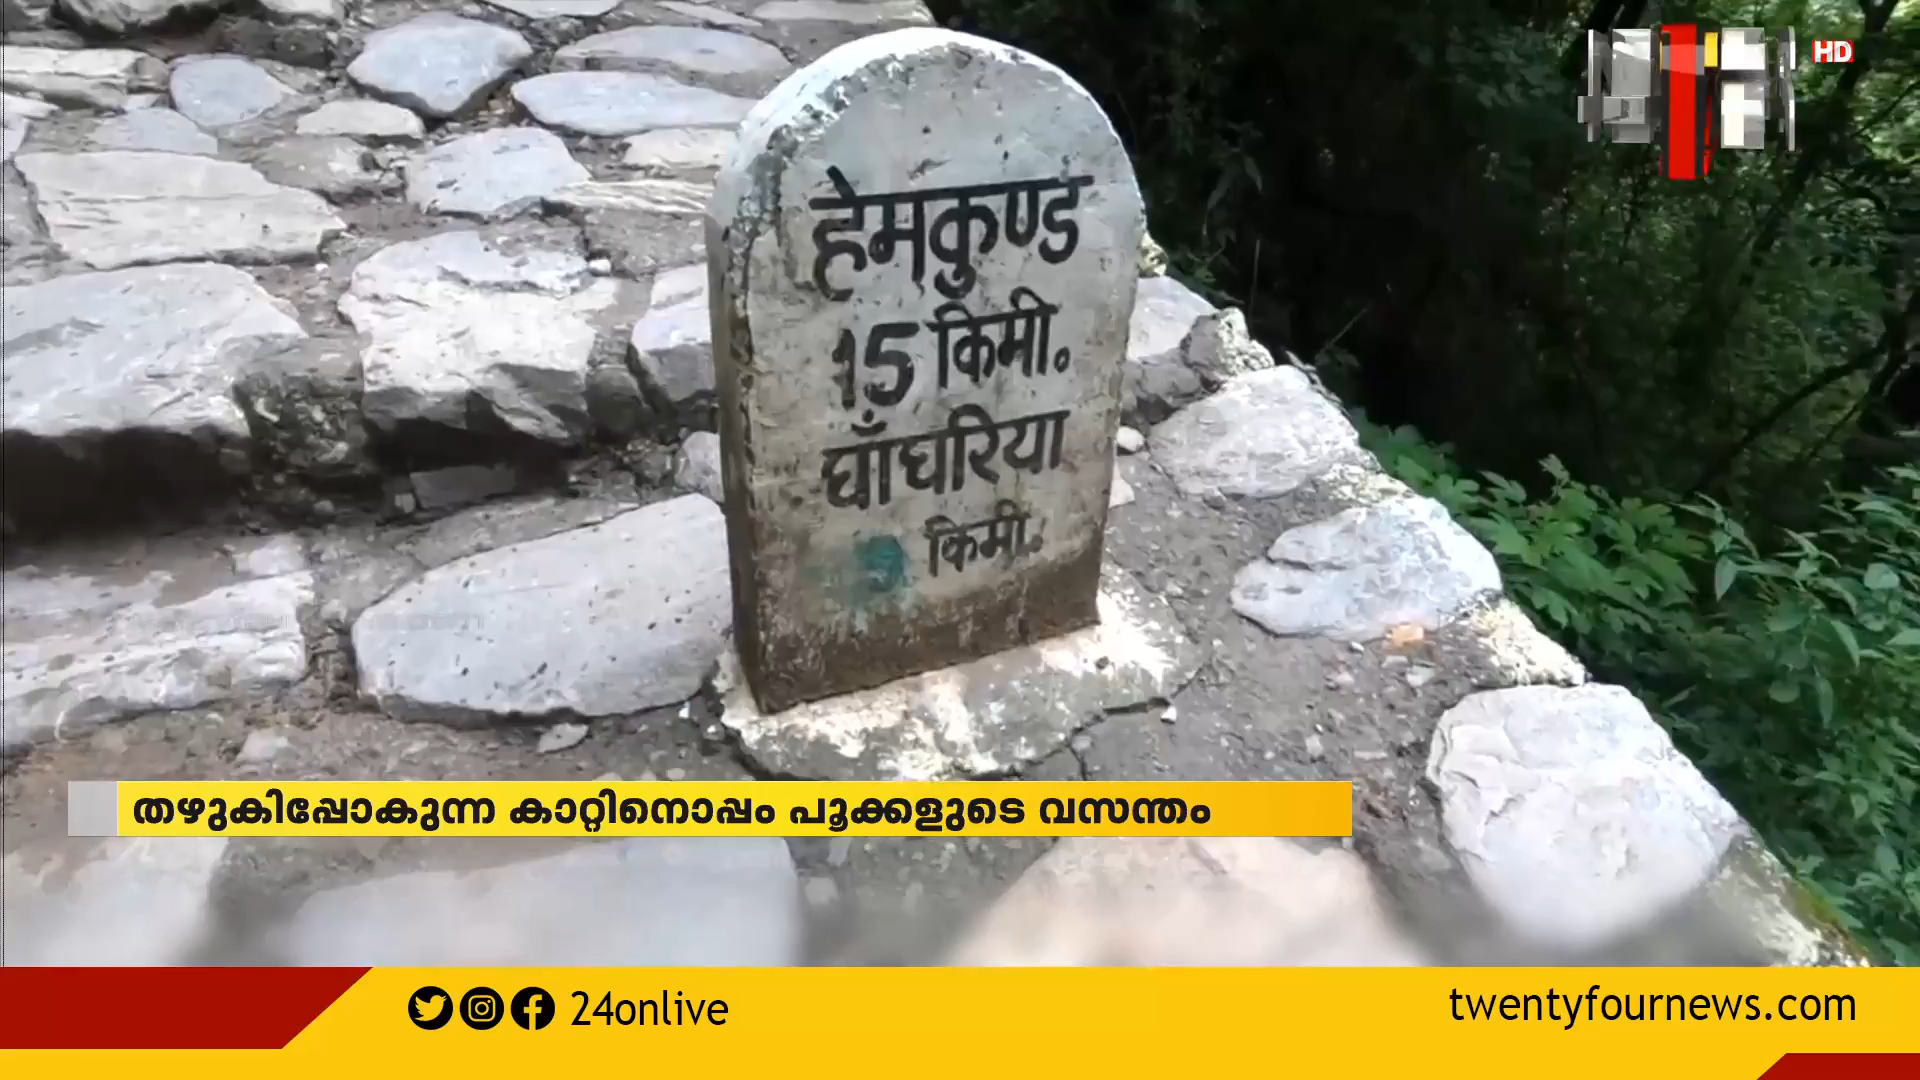 HD
हेमकुण्ड
15 किमी.
घाँघरिया
किमी.
തഴുകിപ്പോകുന്ന കാറ്റിനൊപ്പം പൂക്കളുടെ വസന്തം
24onlive
twentyfournews.com